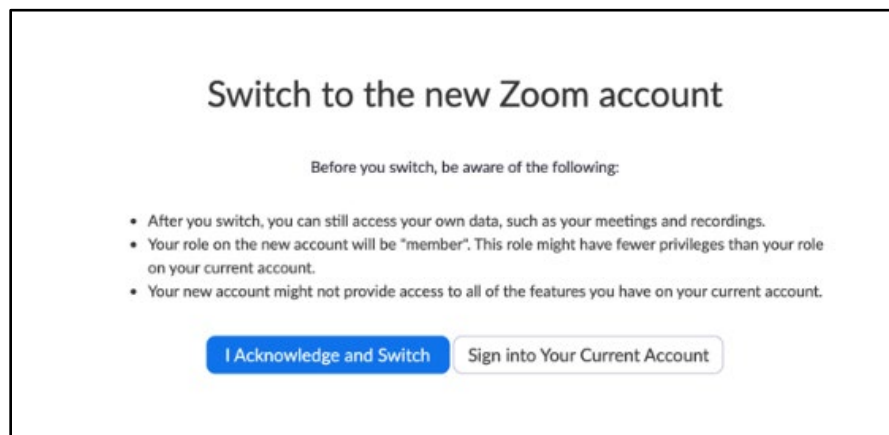 Switch to the new Zoom account
Before you switch, be aware of the following:
• After you switch, you can still access your own data, such as your meetings and recordings.
• Your role on the new account will be "member". This role might have fewer privileges than your role
on your current account.
• Your new account might not provide access to all of the features you have on your current account.
I Acknowledge and Switch Sign into Your Current Account